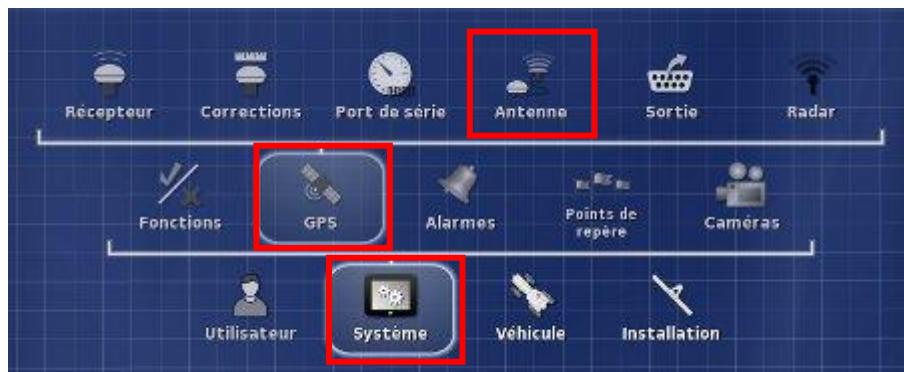 Récepteur Corrections Port de série Antenne Sortie Radar
Fonctions GPS Alarmes Points de repère Caméras
Utilisateur Système Véhicule Installation